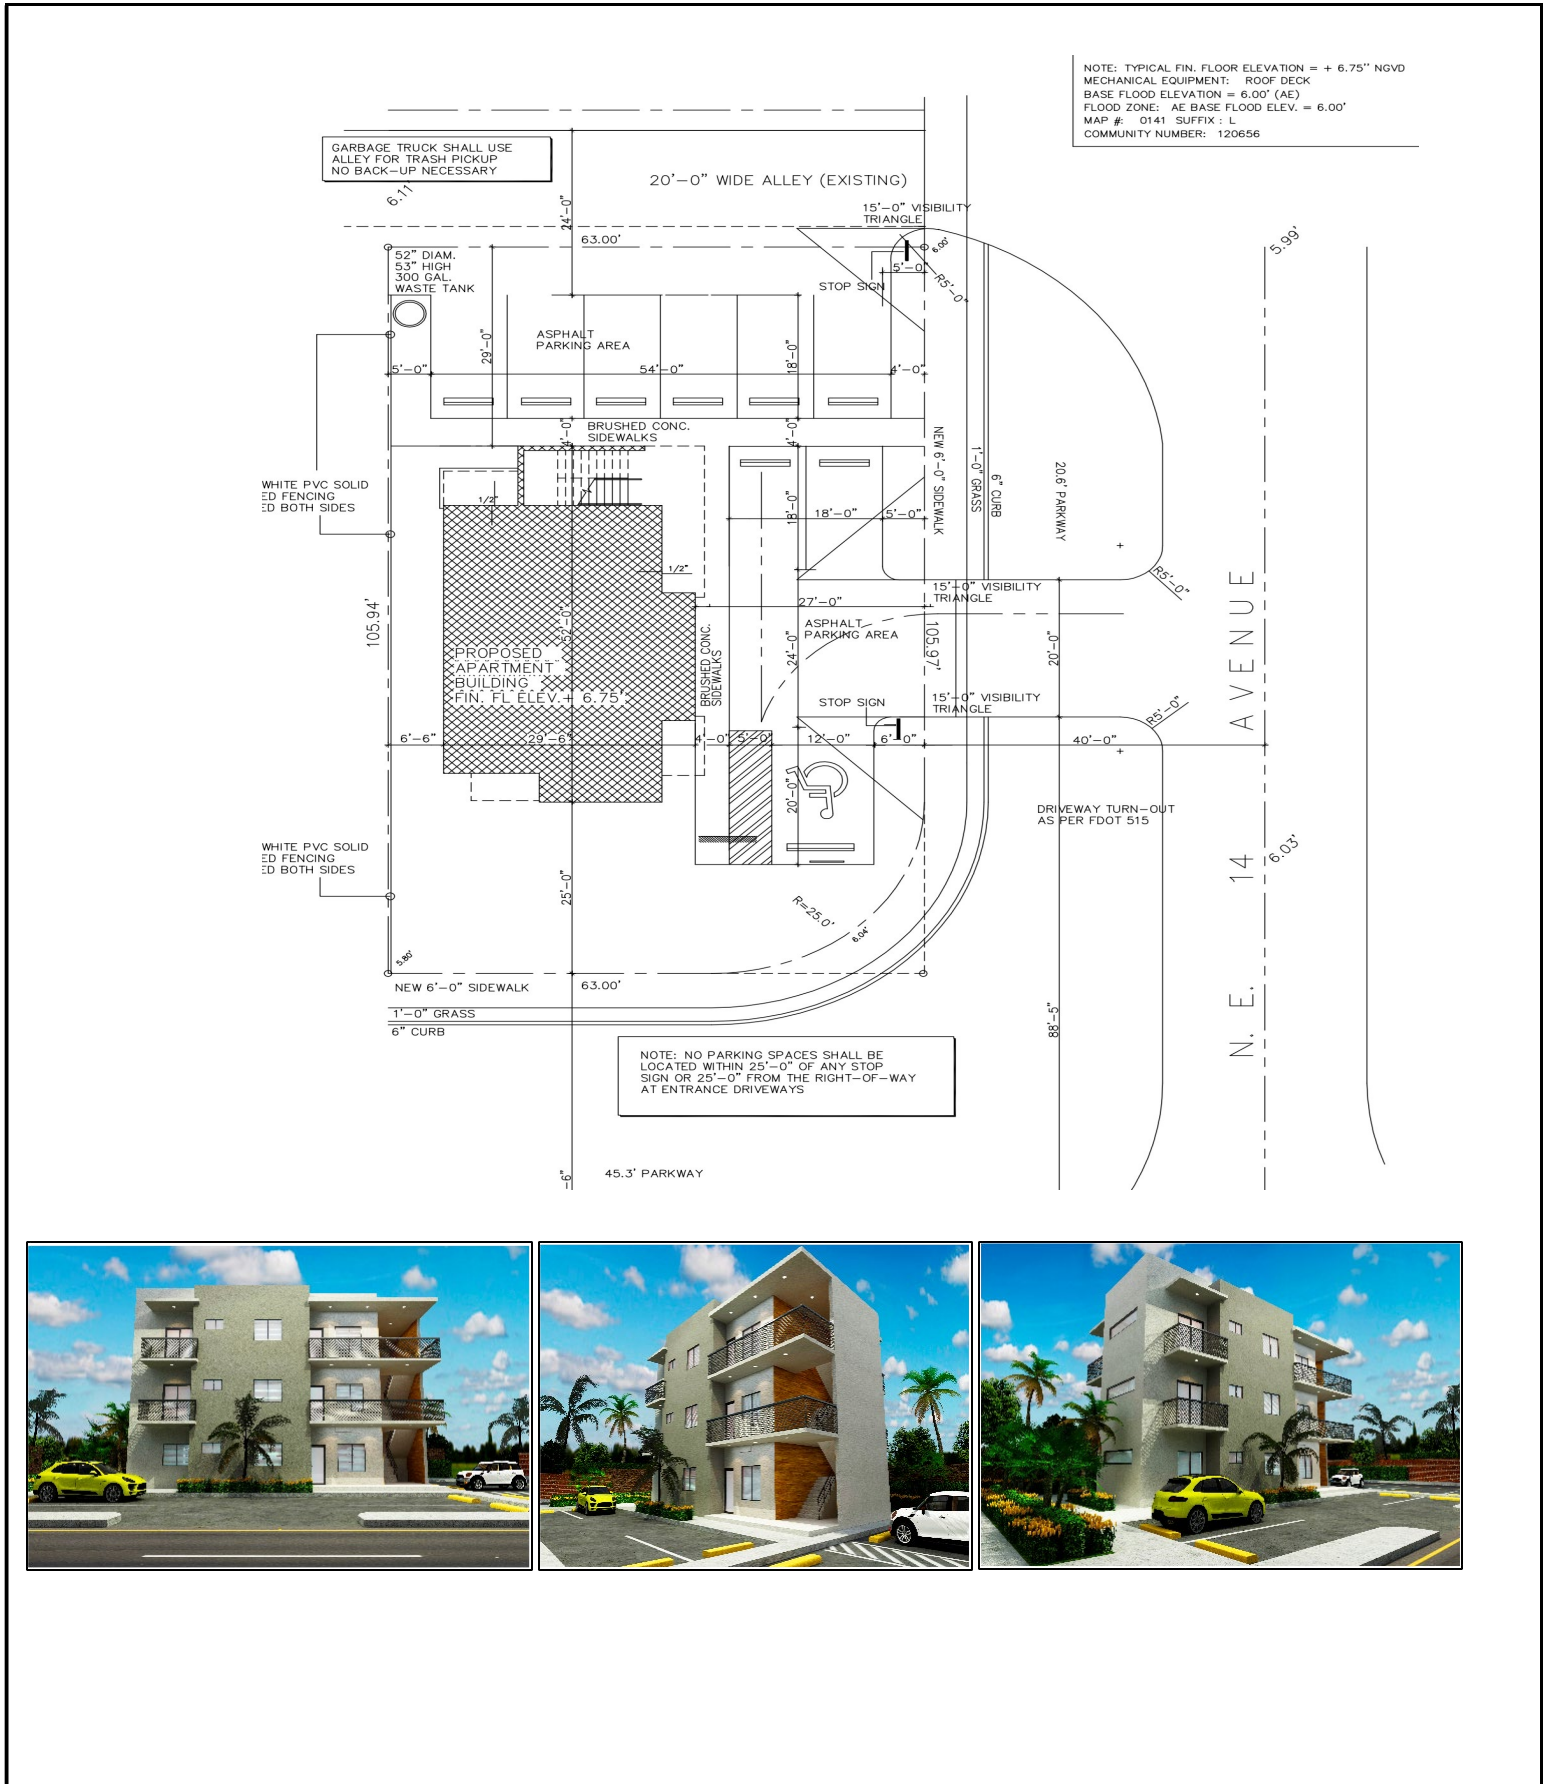 NOTE: TYPICAL FIN. FLOOR ELEVATION = + 6.75'' NGVD
MECHANICAL EQUIPMENT: ROOF DECK
BASE FLOOD ELEVATION = 6.00' (AE)
FLOOD ZONE: AE BASE FLOOD ELEV. = 6.00'
MAP #: 0141 SUFFIX : L
COMMUNITY NUMBER: 120656
GARBAGE TRUCK SHALL USE
ALLEY FOR TRASH PICKUP
NO BACK-UP NECESSARY
6.11'
20'-0" WIDE ALLEY (EXISTING)
24'-0"
15'-0" VISIBILITY
TRIANGLE
63.00'
6.00'
5.99'
52" DIAM.
53" HIGH
300 GAL.
WASTE TANK
5'-0"
R5'-0"
STOP SIGN
ASPHALT
PARKING AREA
29'-0"
18'-0"
5'-0"
54'-0"
4'-0"
BRUSHED CONC.
SIDEWALKS
4'-0"
4'-0"
NEW 6'-0" SIDEWALK
1'-0" GRASS
6" CURB
20.6' PARKWAY
WHITE PVC SOLID
ED FENCING
ED BOTH SIDES
1/2"
18'-0"
18'-0"
5'-0"
1/2"
R5'-0"
15'-0" VISIBILITY
TRIANGLE
27'-0"
105.94'
52'-0"
ASPHALT
PARKING AREA
105.97'
24'-0"
20'-0"
PROPOSED
APARTMENT
BUILDING
FIN. FL ELEV.+ 6.75'
BRUSHED CONC.
SIDEWALKS
15'-0" VISIBILITY
TRIANGLE
STOP SIGN
R5'-0"
6'-6"
29'-6"
4'-0"
5'-0"
12'-0"
6'-0"
40'-0"
20'-0"
DRIVEWAY TURN-OUT
AS PER FDOT 515
N. E. 14 AVENUE
6.03'
WHITE PVC SOLID
ED FENCING
ED BOTH SIDES
25'-0"
R=25.0'
6.04'
5.80'
NEW 6'-0" SIDEWALK
63.00'
1'-0" GRASS
6" CURB
88'-5"
NOTE: NO PARKING SPACES SHALL BE
LOCATED WITHIN 25'-0" OF ANY STOP
SIGN OR 25'-0" FROM THE RIGHT-OF-WAY
AT ENTRANCE DRIVEWAYS
-6"
45.3' PARKWAY